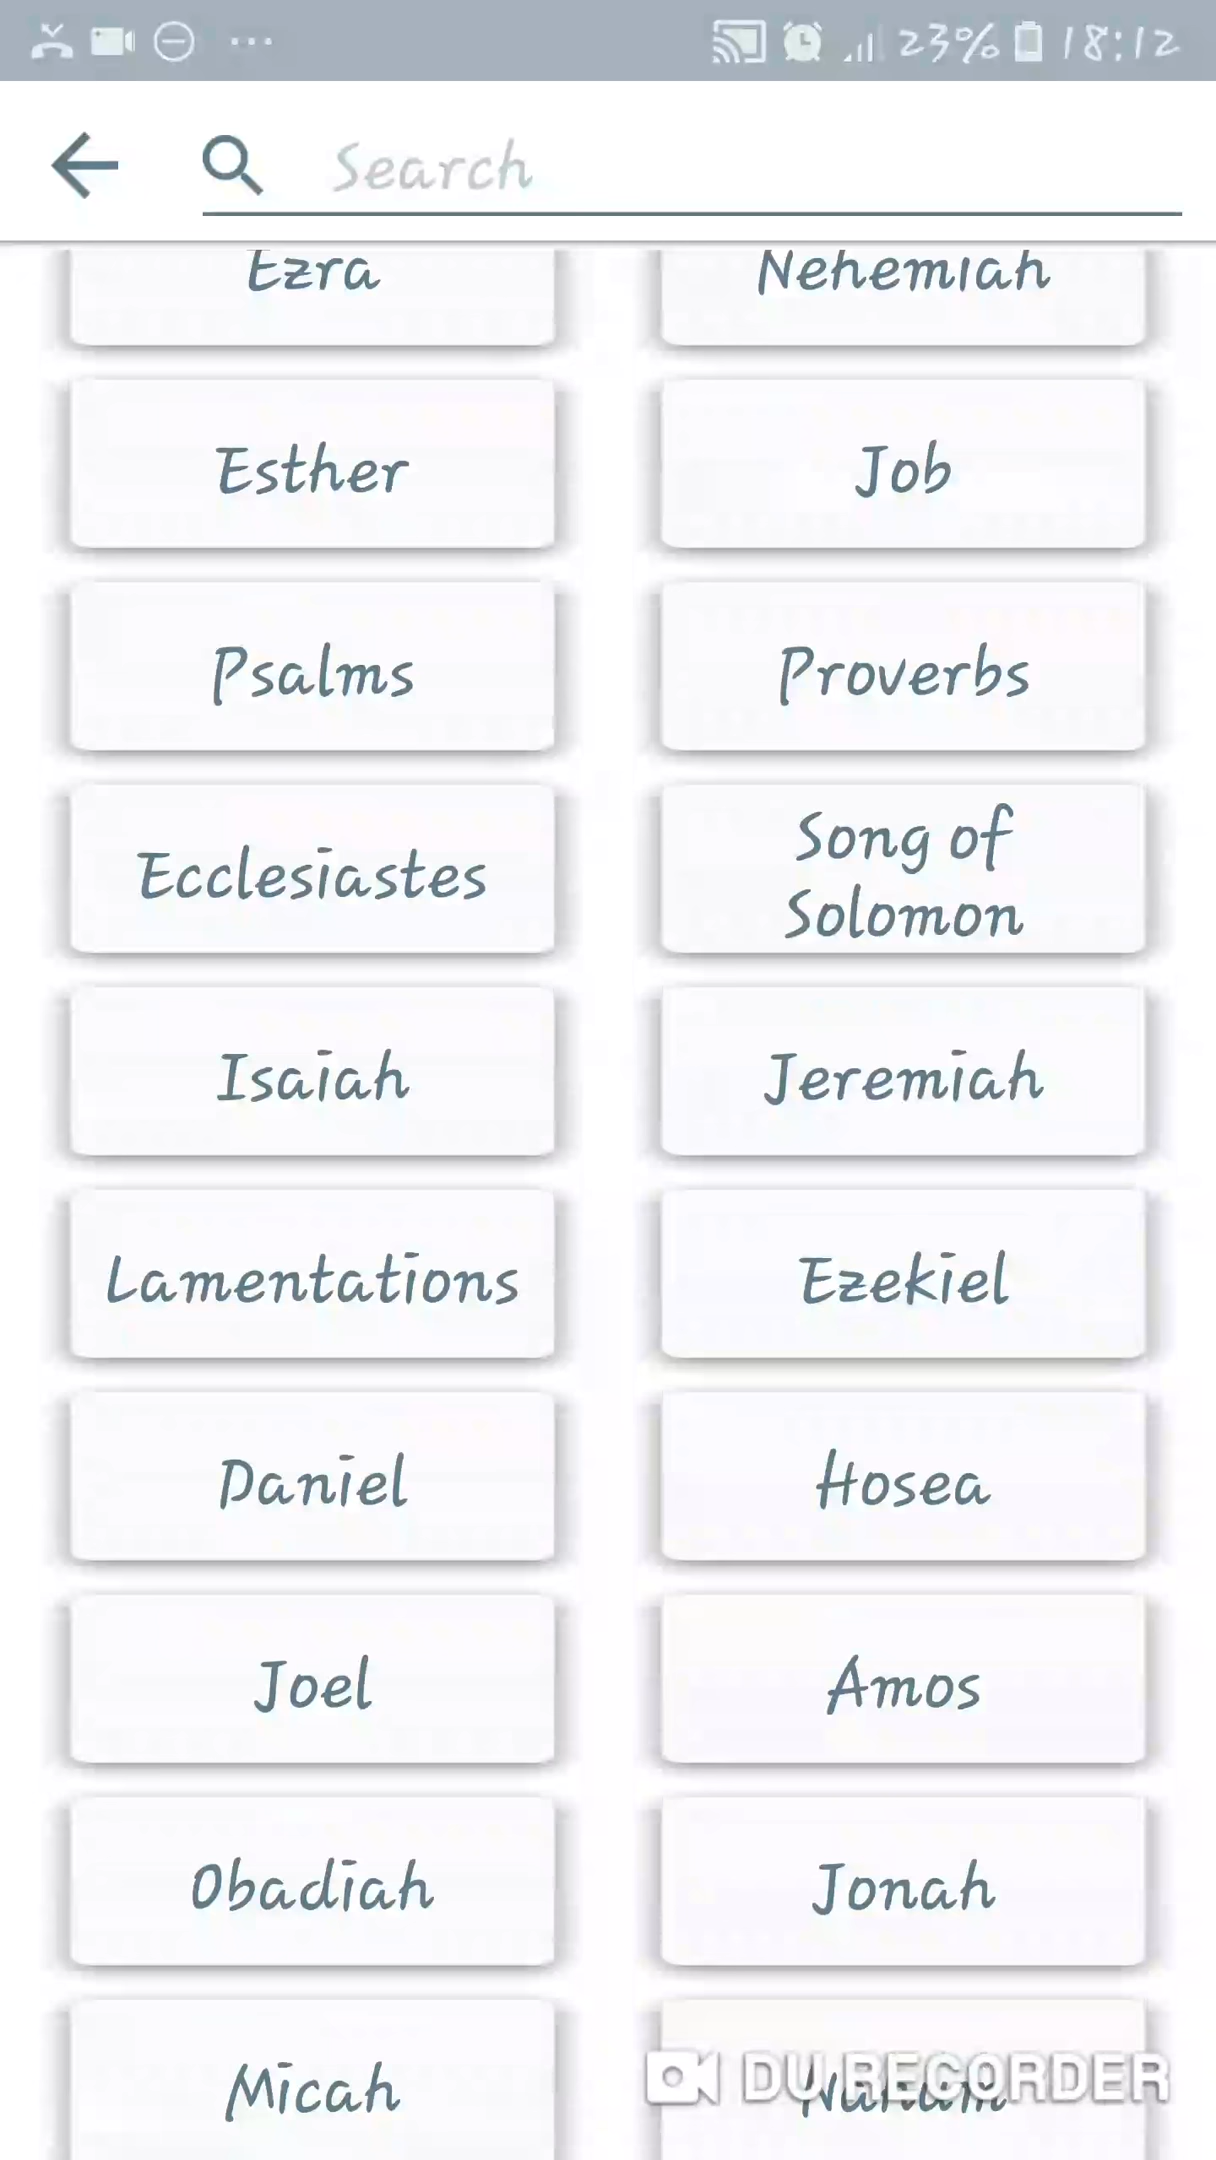 23% 18:12
Search
Ezra Nehemiah
Esther Job
Psalms Proverbs
Ecclesiastes Song of
Solomon
Isaiah Jeremiah
Lamentations Ezekiel
Daniel Hosea
Joel Amos
Obadiah Jonah
Micah Nahum
DU RECORDER